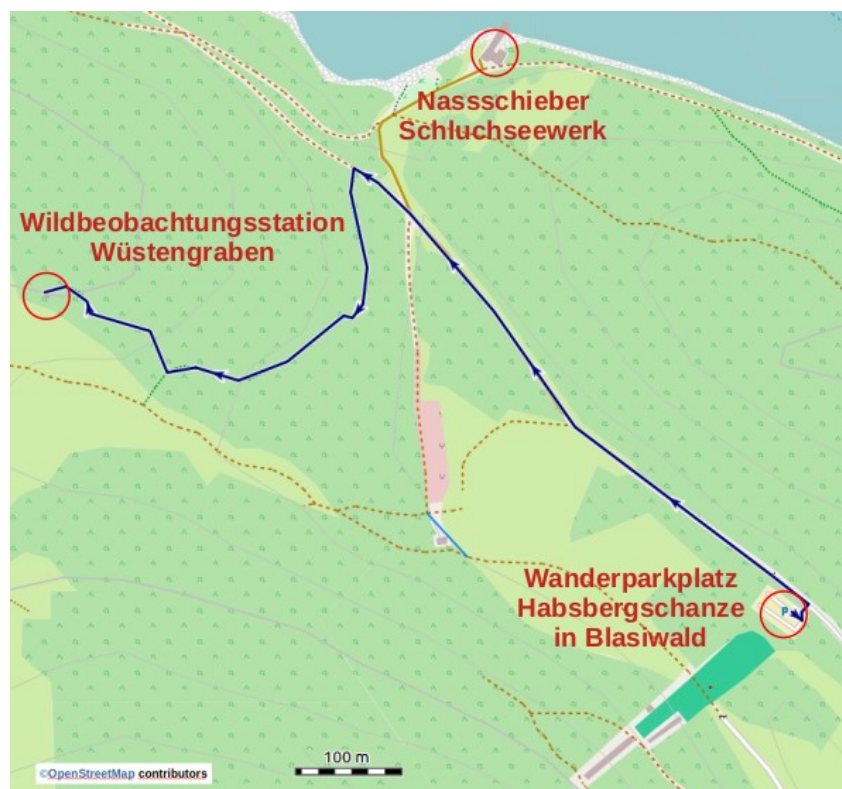 Nassschieber
Schluchseewerk
Wildbeobachtungsstation
Wüstengraben
Wanderparkplatz
Habsbergschanze
in Blasiwald
P
100 m
©OpenStreetMap contributors